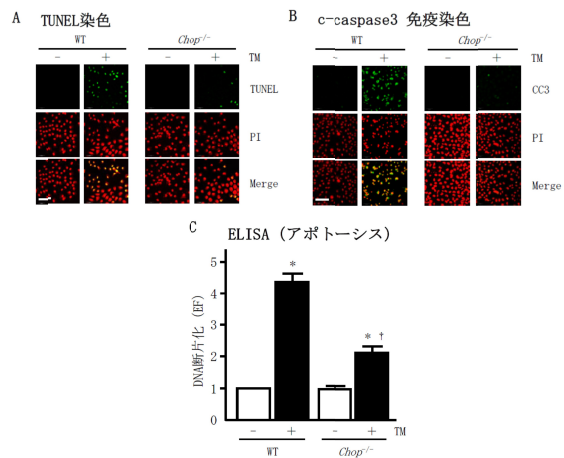 A TUNEL染色
WT Chop-/-
- + - + TM
TUNEL
PI
Merge
B c-caspase3 免疫染色
WT Chop-/-
- + - + TM
CC3
PI
Merge
C ELISA (アポトーシス)
DNA断片化 (EF)
5
4
3
2
1
0
*
* †
- + - + TM
WT Chop-/-